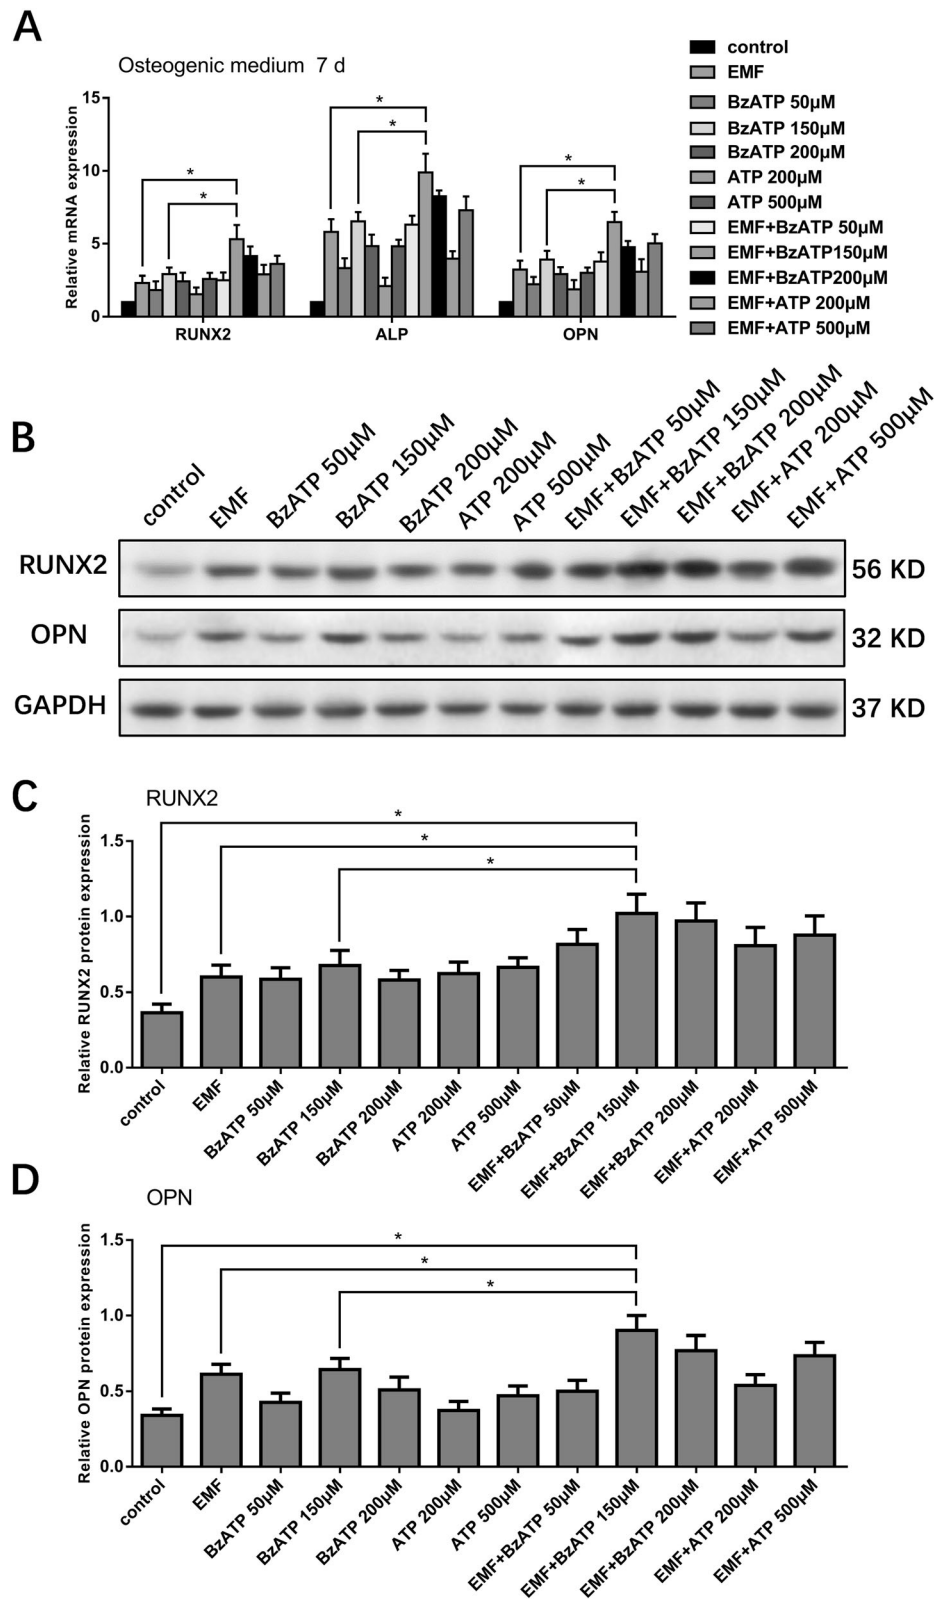 A
Osteogenic medium 7 d
Relative mRNA expression
15
10
5
0
*
*
*
*
*
*
RUNX2
ALP
OPN
control
EMF
BzATP 50μM
BzATP 150μM
BzATP 200μM
ATP 200μM
ATP 500μM
EMF+BzATP 50μM
EMF+BzATP150μM
EMF+BzATP200μM
EMF+ATP 200μM
EMF+ATP 500μM
B
control
EMF
BzATP 50μM
BzATP 150μM
BzATP 200μM
ATP 200μM
ATP 500μM
EMF+BzATP 50μM
EMF+BzATP 150μM
EMF+BzATP 200μM
EMF+ATP 200μM
EMF+ATP 500μM
RUNX2
56 KD
OPN
32 KD
GAPDH
37 KD
C
RUNX2
Relative RUNX2 protein expression
1.5
1.0
0.5
0.0
*
*
*
control
EMF
BzATP 50μM
BzATP 150μM
BzATP 200μM
ATP 200μM
ATP 500μM
EMF+BzATP 50μM
EMF+BzATP 150μM
EMF+BzATP 200μM
EMF+ATP 200μM
EMF+ATP 500μM
D
OPN
Relative OPN protein expression
1.5
1.0
0.5
0.0
*
*
*
control
EMF
BzATP 50μM
BzATP 150μM
BzATP 200μM
ATP 200μM
ATP 500μM
EMF+BzATP 50μM
EMF+BzATP 150μM
EMF+BzATP 200μM
EMF+ATP 200μM
EMF+ATP 500μM